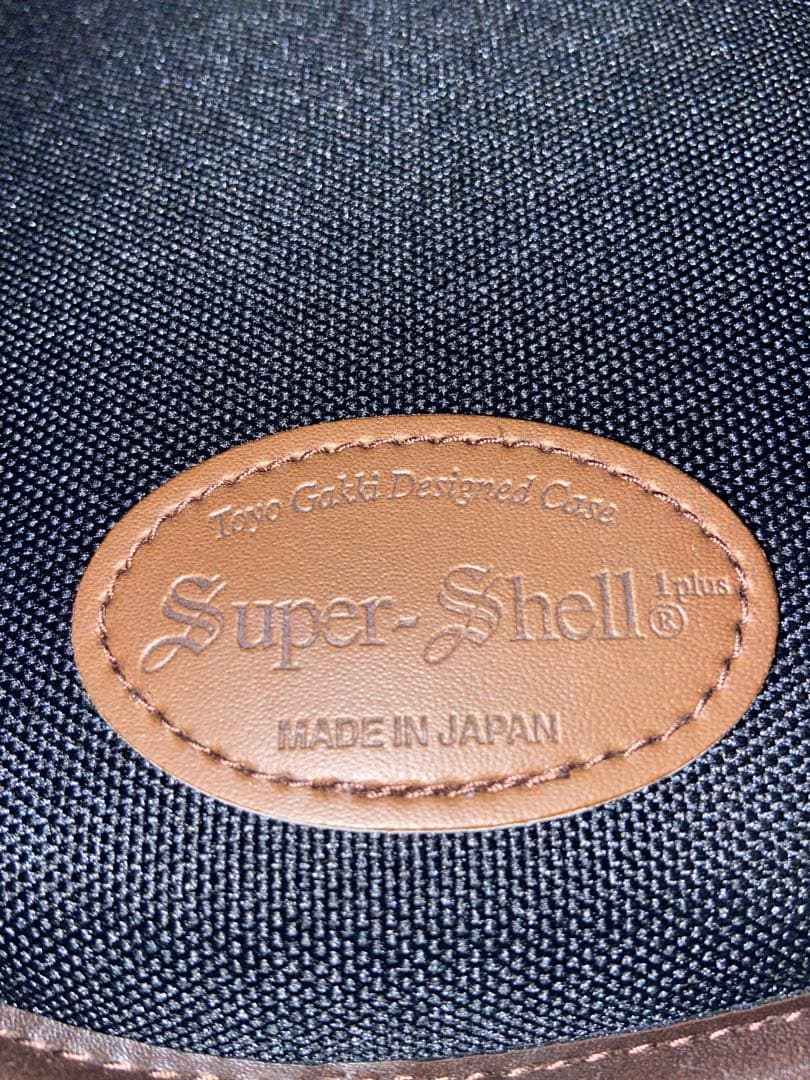 Toyo Gakki Designed Case
Super-Shell® 1plus
MADE IN JAPAN